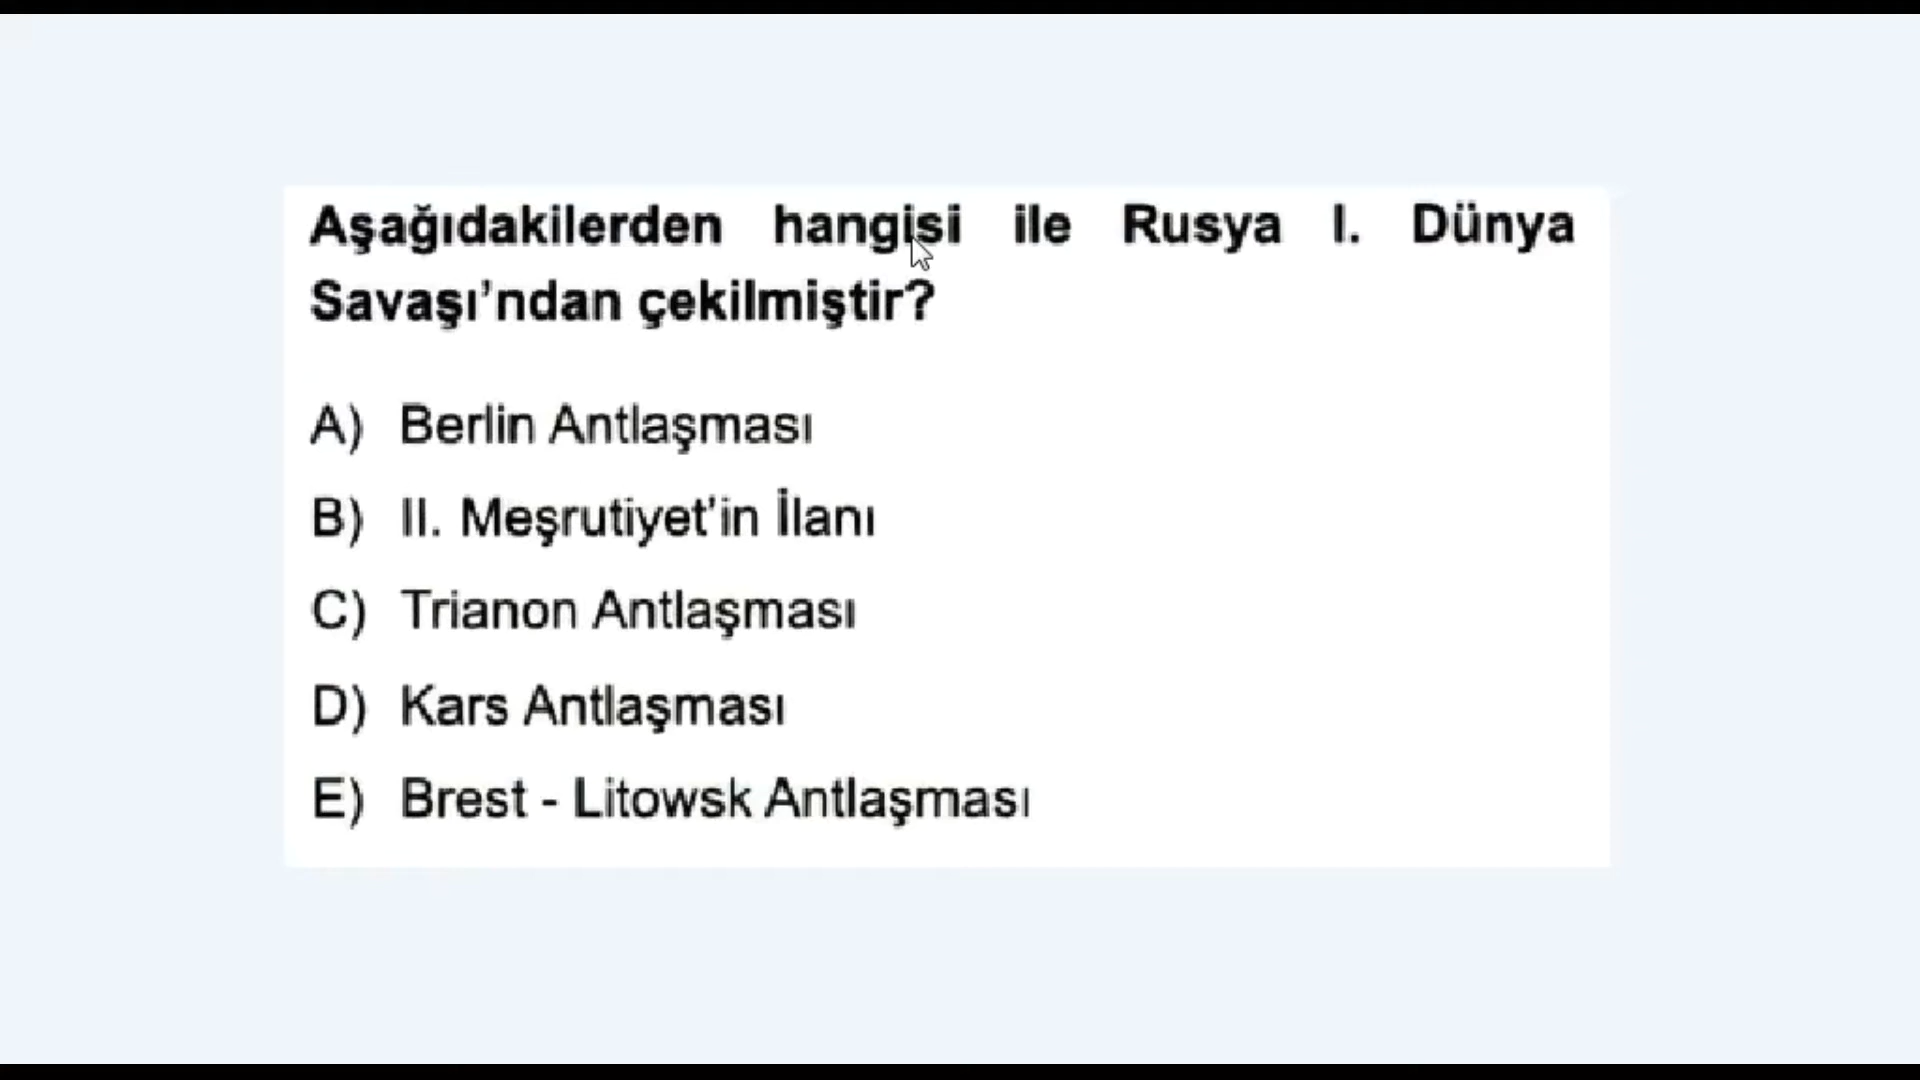 Aşağıdakilerden hangisi ile Rusya I. Dünya
Savaşı’ndan çekilmiştir?
A) Berlin Antlaşması
B) II. Meşrutiyet’in İlanı
C) Trianon Antlaşması
D) Kars Antlaşması
E) Brest - Litowsk Antlaşması